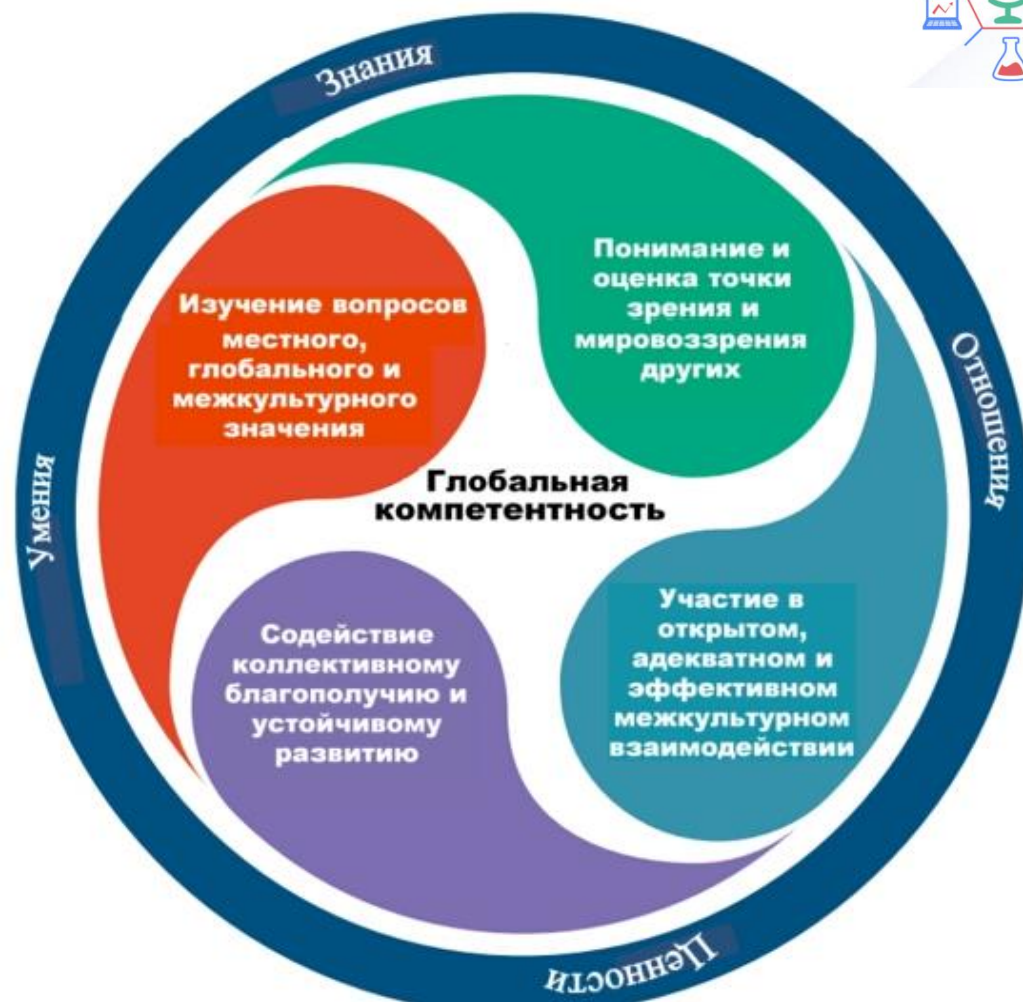 Знания
Понимание и
оценка точки
зрения и
мировоззрения
других
Изучение вопросов
местного,
глобального и
межкультурного
значения
Отношения
Глобальная
компетентность
Умения
Участие в
открытом,
адекватном и
эффективном
межкультурном
взаимодействии
Содействие
коллективному
благополучию и
устойчивому
развитию
Ценности